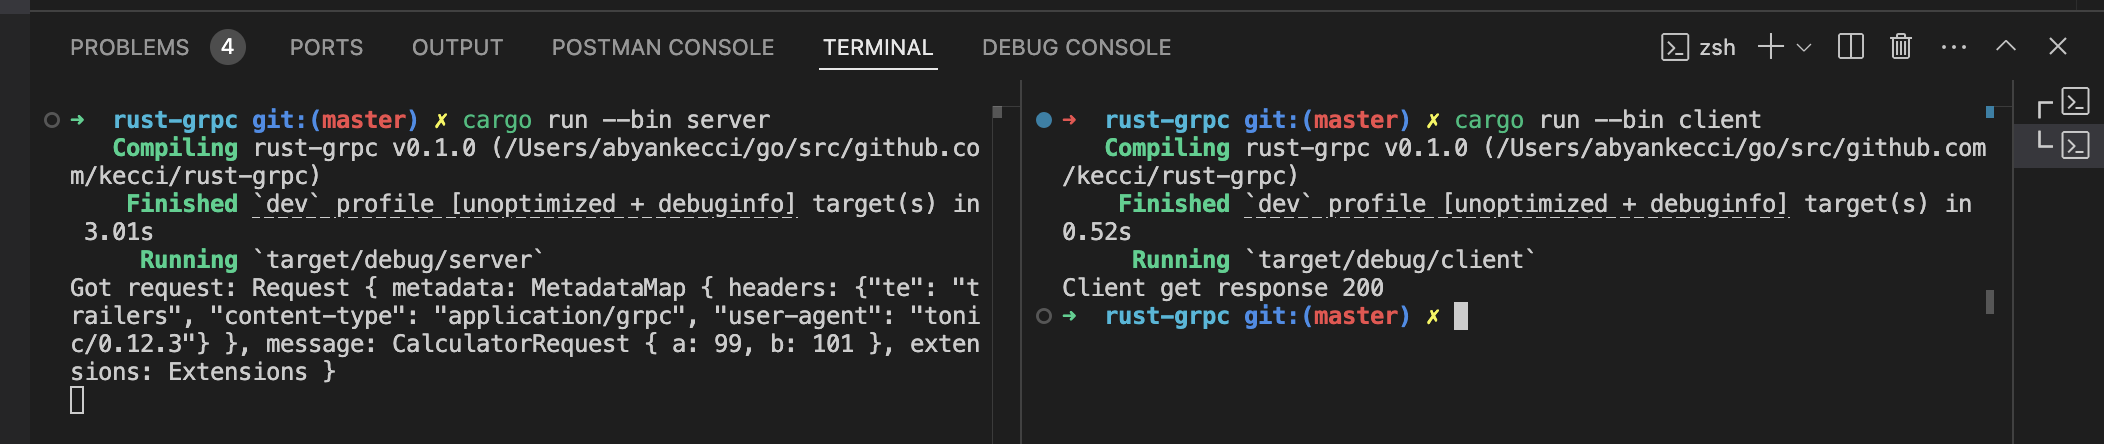 PROBLEMS 4 PORTS OUTPUT POSTMAN CONSOLE TERMINAL DEBUG CONSOLE zsh
➜ rust-grpc git:(master) ✗ cargo run --bin server
Compiling rust-grpc v0.1.0 (/Users/abyankecci/go/src/github.co
m/kecci/rust-grpc)
Finished `dev` profile [unoptimized + debuginfo] target(s) in
3.01s
Running `target/debug/server`
Got request: Request { metadata: MetadataMap { headers: {"te": "t
railers", "content-type": "application/grpc", "user-agent": "toni
c/0.12.3"} }, message: CalculatorRequest { a: 99, b: 101 }, exten
sions: Extensions }
➜ rust-grpc git:(master) ✗ cargo run --bin client
Compiling rust-grpc v0.1.0 (/Users/abyankecci/go/src/github.com
/kecci/rust-grpc)
Finished `dev` profile [unoptimized + debuginfo] target(s) in
0.52s
Running `target/debug/client`
Client get response 200
➜ rust-grpc git:(master) ✗